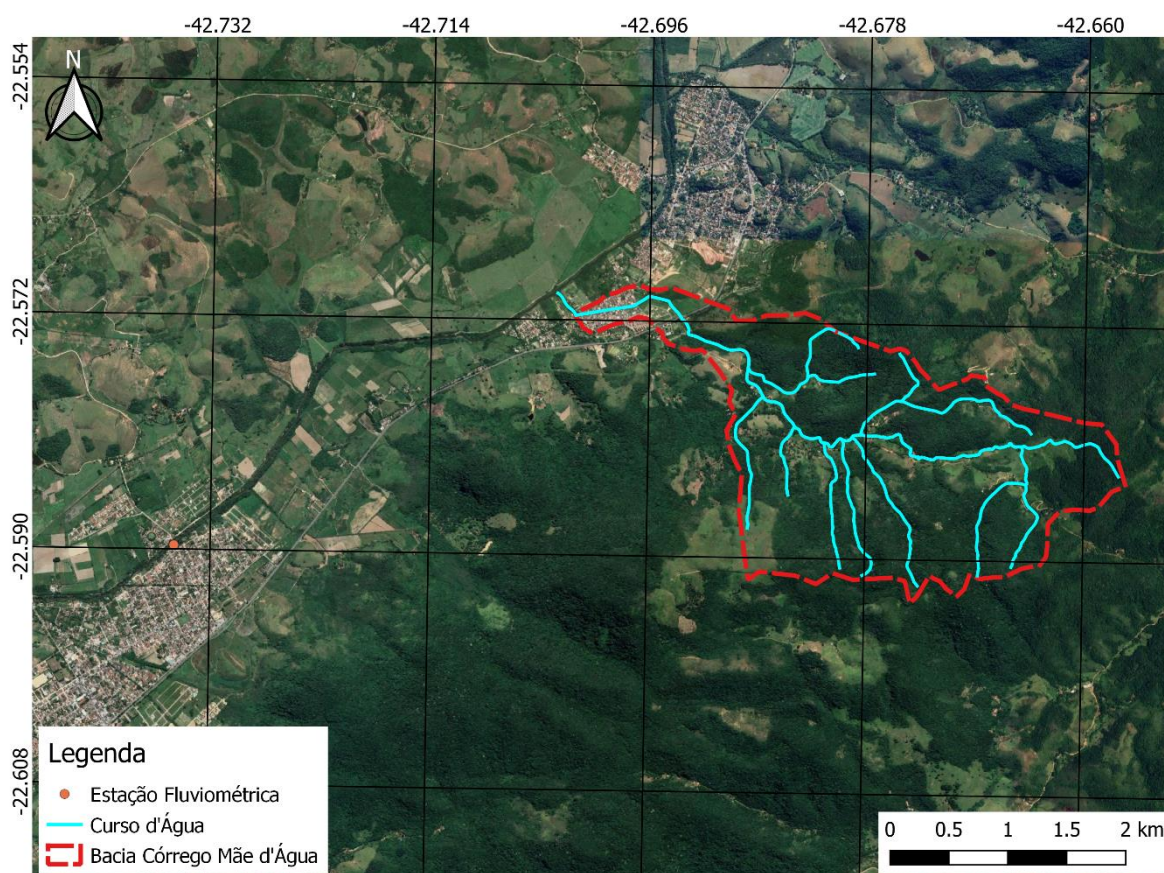 -42.732 -42.714 -42.696 -42.678 -42.660
N
-22.554
-22.572
-22.590
-22.608
Legenda
Estação Fluviométrica
Curso d'Água
Bacia Córrego Mãe d'Água
0 0.5 1 1.5 2 km